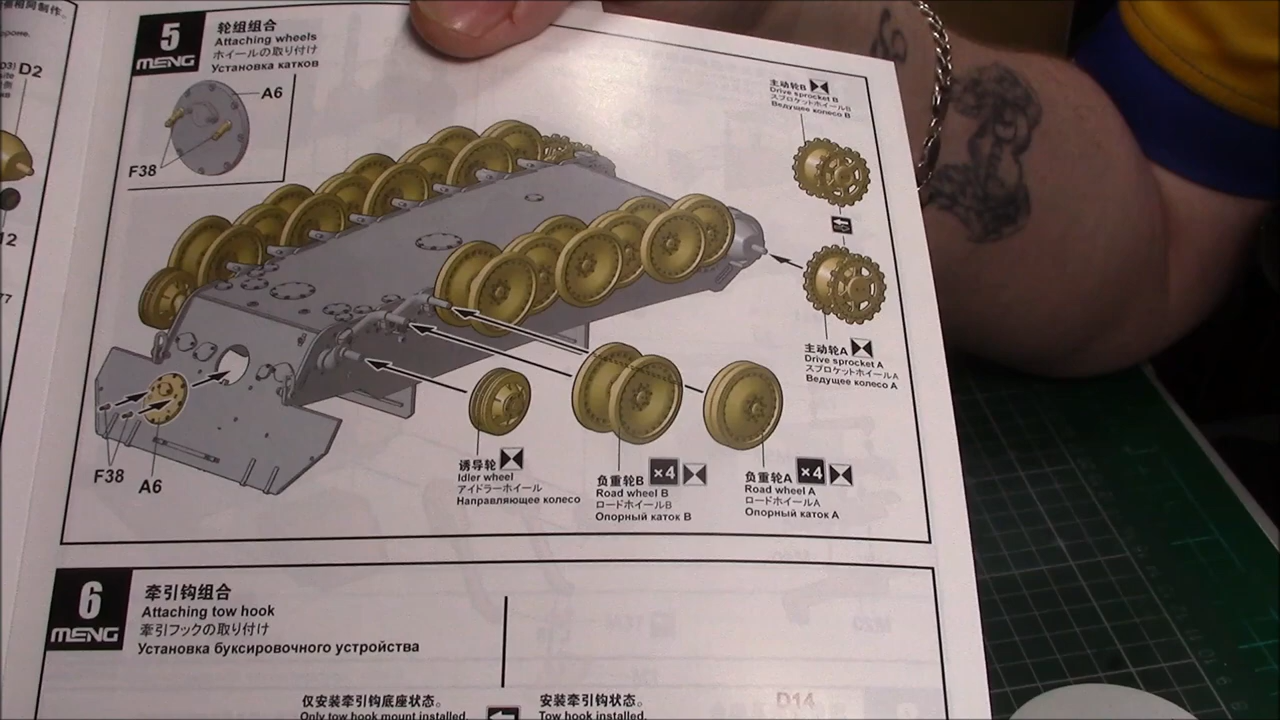 D2
5
MENG
轮组组合
Attaching wheels
ホイールの取り付け
Установка катков
A6
F38
主动轮B
Drive sprocket B
スプロケットホイールB
Ведущее колесо B
主动轮A
Drive sprocket A
スプロケットホイールA
Ведущее колесо A
F38
A6
诱导轮
Idler wheel
アイドラーホイール
Направляющее колесо
负重轮B ×4
Road wheel B
ロードホイールB
Опорный каток B
负重轮A ×4
Road wheel A
ロードホイールA
Опорный каток A
6
MENG
牵引钩组合
Attaching tow hook
牵引フックの取り付け
Установка буксировочного устройства
仅安装牵引钩底座状态。
Only tow hook mount installed.
安装牵引钩状态。
Tow hook installed.
D14